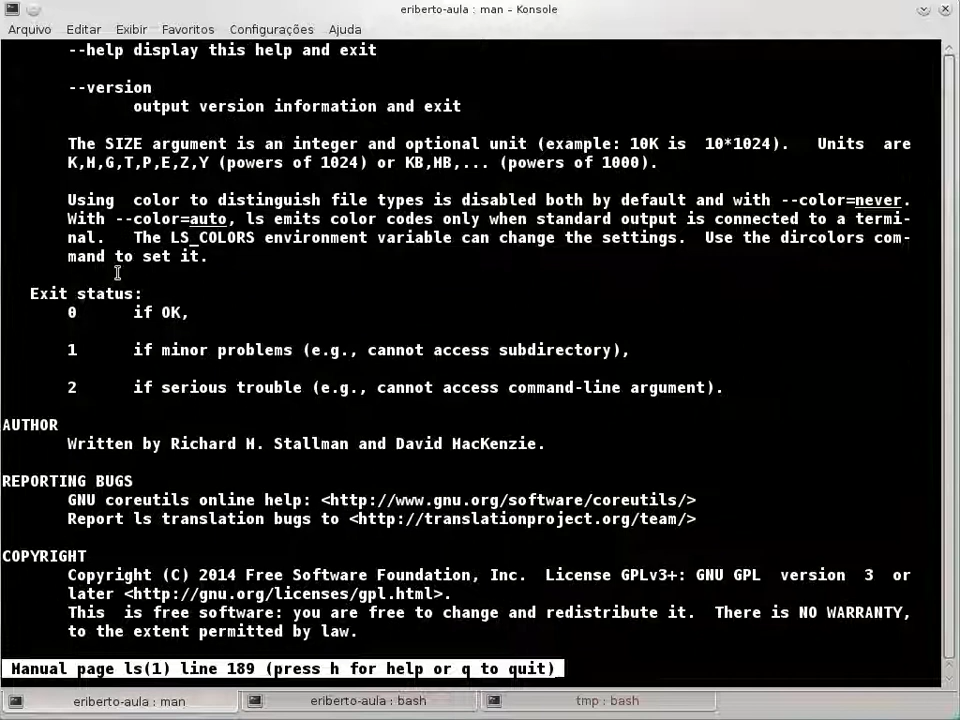 eriberto-aula : man – Konsole
Arquivo Editar Exibir Favoritos Configurações Ajuda
--help display this help and exit
--version
output version information and exit
The SIZE argument is an integer and optional unit (example: 10K is 10*1024). Units are
K,M,G,T,P,E,Z,Y (powers of 1024) or KB,MB,... (powers of 1000).
Using color to distinguish file types is disabled both by default and with --color=never.
With --color=auto, ls emits color codes only when standard output is connected to a termi-
nal. The LS_COLORS environment variable can change the settings. Use the dircolors com-
mand to set it.
Exit status:
0 if OK,
1 if minor problems (e.g., cannot access subdirectory),
2 if serious trouble (e.g., cannot access command-line argument).
AUTHOR
Written by Richard M. Stallman and David MacKenzie.
REPORTING BUGS
GNU coreutils online help: <http://www.gnu.org/software/coreutils/>
Report ls translation bugs to <http://translationproject.org/team/>
COPYRIGHT
Copyright (C) 2014 Free Software Foundation, Inc. License GPLv3+: GNU GPL version 3 or
later <http://gnu.org/licenses/gpl.html>.
This is free software: you are free to change and redistribute it. There is NO WARRANTY,
to the extent permitted by law.
Manual page ls(1) line 189 (press h for help or q to quit)
eriberto-aula : man eriberto-aula : bash tmp : bash